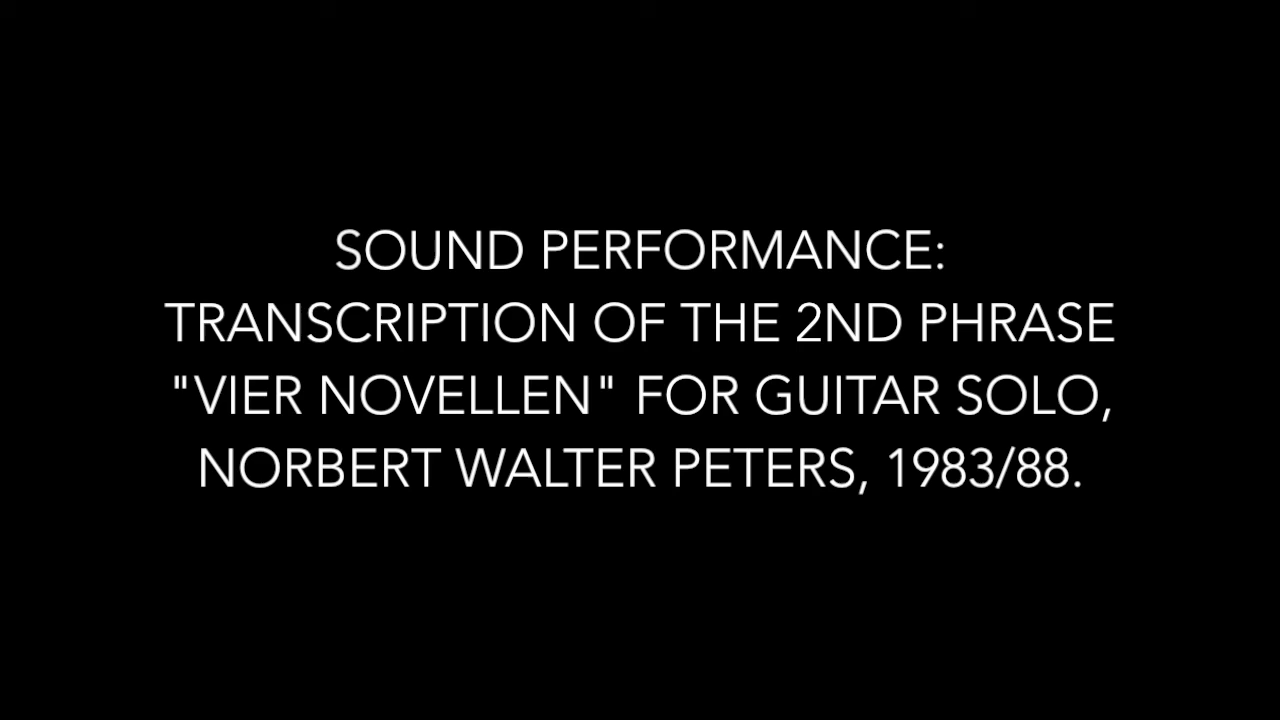 SOUND PERFORMANCE:
TRANSCRIPTION OF THE 2ND PHRASE
"VIER NOVELLEN" FOR GUITAR SOLO,
NORBERT WALTER PETERS, 1983/88.